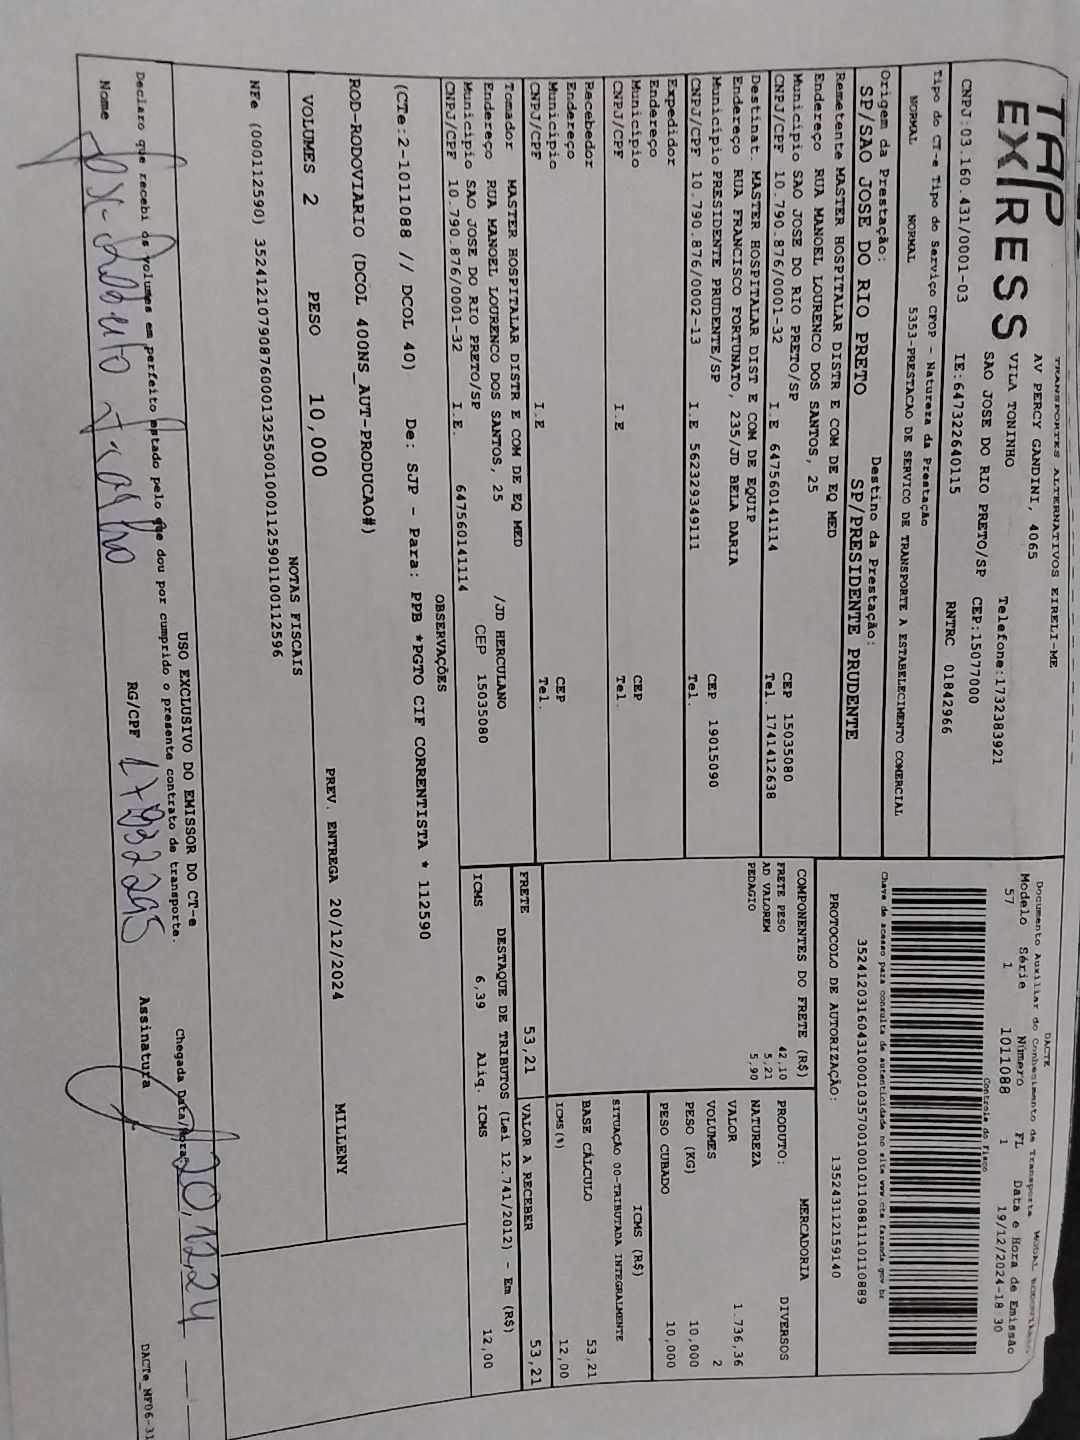 TAP
EXPRESS
TRANSPORTES ALTERNATIVOS EIRELI-ME
AV PERCY GANDINI, 4065
VILA TONINHO
SAO JOSE DO RIO PRETO/SP
Telefone:1732383921
CEP:15077000
CNPJ:03.160.431/0001-03
IE:647322640115
RNTRC 01842966
Tipo do CT-e Tipo do Serviço CFOP - Natureza da Prestação
NORMAL NORMAL 5353-PRESTACAO DE SERVICO DE TRANSPORTE A ESTABELECIMENTO COMERCIAL
Origem da Prestação: Destino da Prestação:
SP/SAO JOSE DO RIO PRETO SP/PRESIDENTE PRUDENTE
Remetente MASTER HOSPITALAR DISTR E COM DE EQ MED
Endereço RUA MANOEL LOURENCO DOS SANTOS, 25
Municipio SAO JOSE DO RIO PRETO/SP CEP 15035080
CNPJ/CPF 10.790.876/0001-32 I.E 647560141114 Tel. 1741412638
Destinat. MASTER HOSPITALAR DIST E COM DE EQUIP
Endereço RUA FRANCISCO FORTUNATO, 235/JD BELA DARIA
Municipio PRESIDENTE PRUDENTE/SP CEP 19015090
CNPJ/CPF 10.790.876/0002-13 I.E 562329349111 Tel.
Expedidor
Endereço
Municipio CEP
CNPJ/CPF I.E Tel.
Recebedor
Endereço
Municipio CEP
CNPJ/CPF I.E Tel.
Tomador MASTER HOSPITALAR DISTR E COM DE EQ MED
Endereço RUA MANOEL LOURENCO DOS SANTOS, 25 /JD HERCULANO
Municipio SAO JOSE DO RIO PRETO/SP CEP 15035080
CNPJ/CPF 10.790.876/0001-32 I.E. 647560141114
DACTE
Documento Auxiliar do Conhecimento de Transporte MODAL RODOVIARIO
Modelo Série Número FL Data e Hora de Emissão
57 1 1011088 1 19/12/2024-18:30
Controle do Fisco
Chave de acesso para consulta de autenticidade no site www.cte.fazenda.gov.br
35241203160431000103570010010110881110110889
PROTOCOLO DE AUTORIZAÇÃO: 135243112159140
COMPONENTES DO FRETE (R$)
FRETE PESO 42,10
AD VALOREM 5,21
PEDAGIO 5,90
MERCADORIA
PRODUTO: DIVERSOS
NATUREZA
VALOR 1.736,36
VOLUMES 2
PESO (KG) 10,000
PESO CUBADO 10,000
ICMS (R$)
SITUAÇÃO 00-TRIBUTADA INTEGRALMENTE
BASE CÁLCULO 53,21
ICMS (%) 12,00
FRETE 53,21 VALOR A RECEBER 53,21
DESTAQUE DE TRIBUTOS (Lei 12.741/2012) - Em (R$)
ICMS 6,39 Aliq. ICMS 12,00
OBSERVAÇÕES
(CTe:2-1011088 // DCOL 40) De: SJP - Para: PPB *PGTO CIF CORRENTISTA * 112590
ROD-RODOVIARIO (DCOL 400NS_AUT-PRODUCAO#)
PREV. ENTREGA 20/12/2024 MILLENY
VOLUMES 2 PESO 10,000
NOTAS FISCAIS
NFe (000112590) 35241210790876000132550010001125901100112596
USO EXCLUSIVO DO EMISSOR DO CT-e
Declaro que recebi os volumes em perfeito estado pelo que dou por cumprido o presente contrato de transporte.
Chegada Data/Hora 20,12,24
Nome
RG/CPF 17932295
Assinatura
DACTe_MF06-31